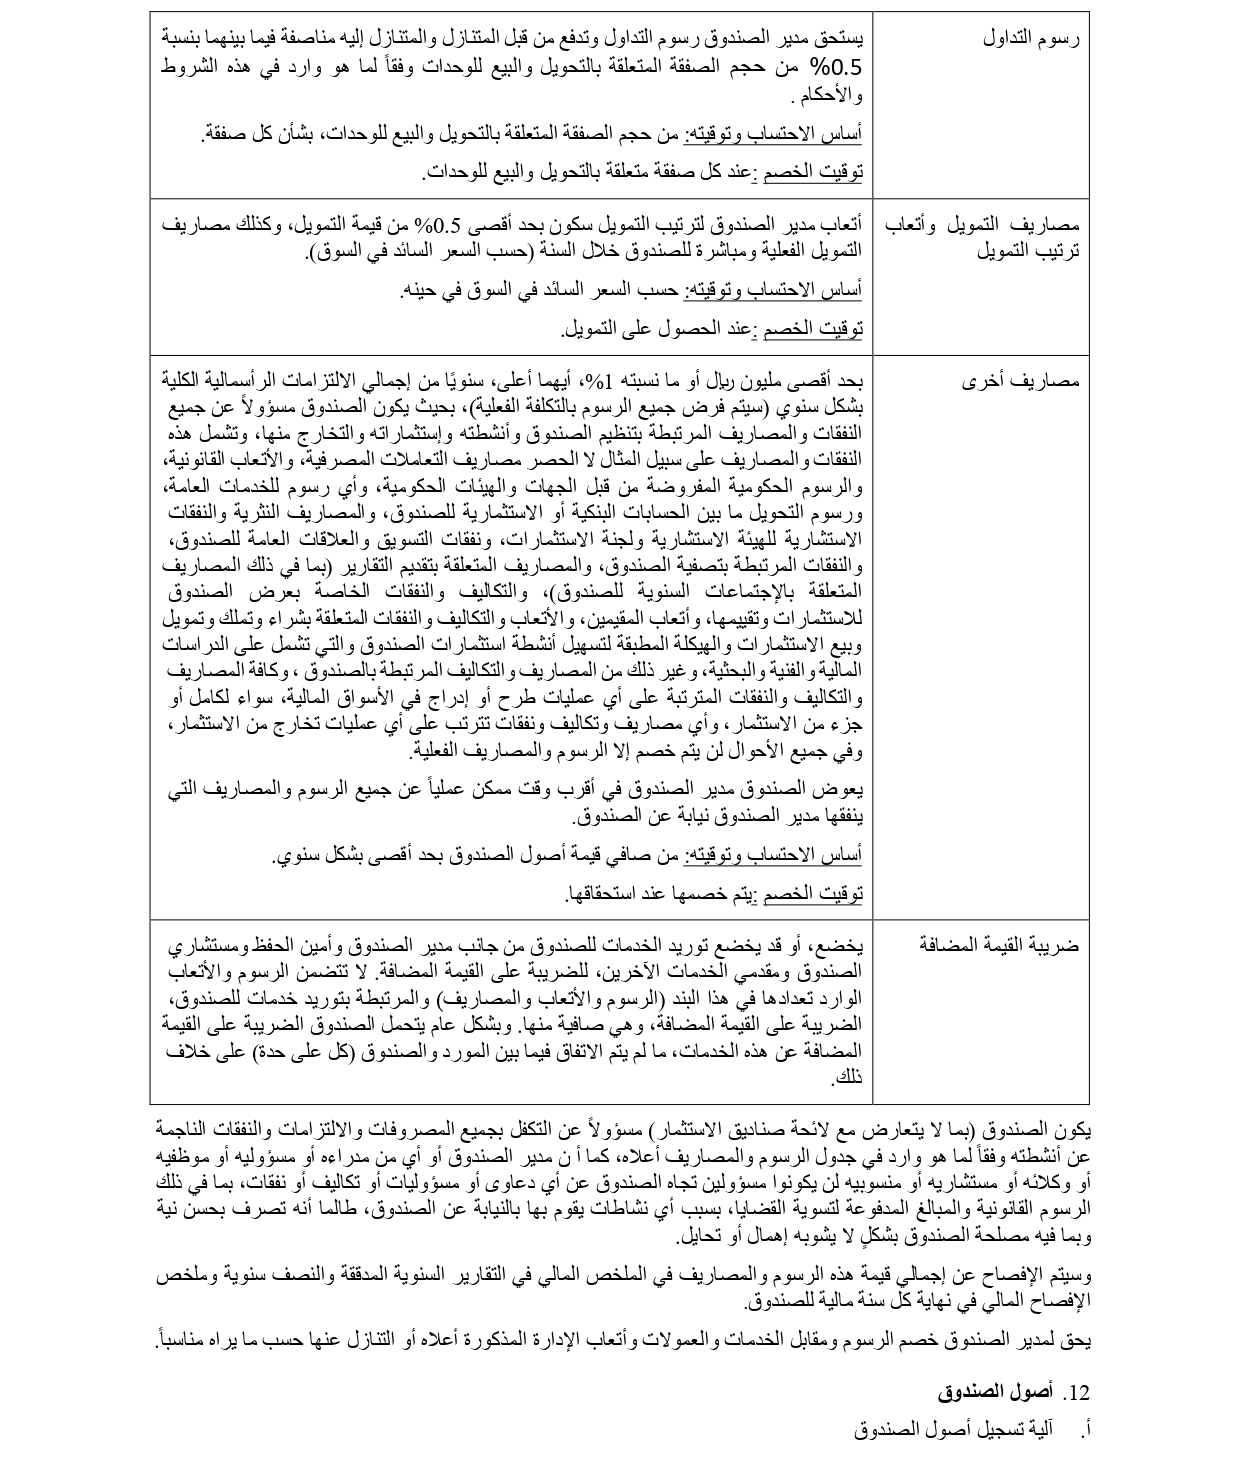 رسوم التداول
يستحق مدير الصندوق رسوم التداول وتدفع من قبل المتنازل والمتنازل إليه مناصفة فيما بينهما بنسبة
0.5% من حجم الصفقة المتعلقة بالتحويل والبيع للوحدات وفقاً لما هو وارد في هذه الشروط
والأحكام .
أساس الاحتساب وتوقيته: من حجم الصفقة المتعلقة بالتحويل والبيع للوحدات، بشأن كل صفقة.
توقيت الخصم :عند كل صفقة متعلقة بالتحويل والبيع للوحدات.
مصاريف التمويل وأتعاب
ترتيب التمويل
أتعاب مدير الصندوق لترتيب التمويل سكون بحد أقصى 0.5% من قيمة التمويل، وكذلك مصاريف
التمويل الفعلية ومباشرة للصندوق خلال السنة (حسب السعر السائد في السوق).
أساس الاحتساب وتوقيته: حسب السعر السائد في السوق في حينه.
توقيت الخصم :عند الحصول على التمويل.
مصاريف أخرى
بحد أقصى مليون ريال أو ما نسبته 1%، أيهما أعلى، سنويًا من إجمالي الالتزامات الرأسمالية الكلية
بشكل سنوي (سيتم فرض جميع الرسوم بالتكلفة الفعلية)، بحيث يكون الصندوق مسؤولاً عن جميع
النفقات والمصاريف المرتبطة بتنظيم الصندوق وأنشطته وإستثماراته والتخارج منها، وتشمل هذه
النفقات والمصاريف على سبيل المثال لا الحصر مصاريف التعاملات المصرفية، والأتعاب القانونية،
والرسوم الحكومية المفروضة من قبل الجهات والهيئات الحكومية، وأي رسوم للخدمات العامة،
ورسوم التحويل ما بين الحسابات البنكية أو الاستثمارية للصندوق، والمصاريف النثرية والنفقات
الاستشارية للهيئة الاستشارية ولجنة الاستثمارات، ونفقات التسويق والعلاقات العامة للصندوق،
والنفقات المرتبطة بتصفية الصندوق، والمصاريف المتعلقة بتقديم التقارير (بما في ذلك المصاريف
المتعلقة بالإجتماعات السنوية للصندوق)، والتكاليف والنفقات الخاصة بعرض الصندوق
للاستثمارات وتقييمها، وأتعاب المقيمين، والأتعاب والتكاليف والنفقات المتعلقة بشراء وتملك وتمويل
وبيع الاستثمارات والهيكلة المطبقة لتسهيل أنشطة استثمارات الصندوق والتي تشمل على الدراسات
المالية والفنية والبحثية، وغير ذلك من المصاريف والتكاليف المرتبطة بالصندوق ، وكافة المصاريف
والتكاليف والنفقات المترتبة على أي عمليات طرح أو إدراج في الأسواق المالية، سواء لكامل أو
جزء من الاستثمار، وأي مصاريف وتكاليف ونفقات تترتب على أي عمليات تخارج من الاستثمار،
وفي جميع الأحوال لن يتم خصم إلا الرسوم والمصاريف الفعلية.
يعوض الصندوق مدير الصندوق في أقرب وقت ممكن عملياً عن جميع الرسوم والمصاريف التي
ينفقها مدير الصندوق نيابة عن الصندوق.
أساس الاحتساب وتوقيته: من صافي قيمة أصول الصندوق بحد أقصى بشكل سنوي.
توقيت الخصم :يتم خصمها عند استحقاقها.
ضريبة القيمة المضافة
يخضع، أو قد يخضع توريد الخدمات للصندوق من جانب مدير الصندوق وأمين الحفظ ومستشاري
الصندوق ومقدمي الخدمات الآخرين، للضريبة على القيمة المضافة. لا تتضمن الرسوم والأتعاب
الوارد تعدادها في هذا البند (الرسوم والأتعاب والمصاريف) والمرتبطة بتوريد خدمات للصندوق،
الضريبة على القيمة المضافة، وهي صافية منها. وبشكل عام يتحمل الصندوق الضريبة على القيمة
المضافة عن هذه الخدمات، ما لم يتم الاتفاق فيما بين المورد والصندوق (كل على حدة) على خلاف
ذلك.
يكون الصندوق (بما لا يتعارض مع لائحة صناديق الاستثمار) مسؤولاً عن التكفل بجميع المصروفات والالتزامات والنفقات الناجمة
عن أنشطته وفقاً لما هو وارد في جدول الرسوم والمصاريف أعلاه، كما أ ن مدير الصندوق أو أي من مدراءه أو مسؤوليه أو موظفيه
أو وكلائه أو مستشاريه أو منسوبيه لن يكونوا مسؤولين تجاه الصندوق عن أي دعاوى أو مسؤوليات أو تكاليف أو نفقات، بما في ذلك
الرسوم القانونية والمبالغ المدفوعة لتسوية القضايا، بسبب أي نشاطات يقوم بها بالنيابة عن الصندوق، طالما أنه تصرف بحسن نية
وبما فيه مصلحة الصندوق بشكلٍ لا يشوبه إهمال أو تحايل.
وسيتم الإفصاح عن إجمالي قيمة هذه الرسوم والمصاريف في الملخص المالي في التقارير السنوية المدققة والنصف سنوية وملخص
الإفصاح المالي في نهاية كل سنة مالية للصندوق.
يحق لمدير الصندوق خصم الرسوم ومقابل الخدمات والعمولات وأتعاب الإدارة المذكورة أعلاه أو التنازل عنها حسب ما يراه مناسباً.
12. أصول الصندوق
أ. آلية تسجيل أصول الصندوق